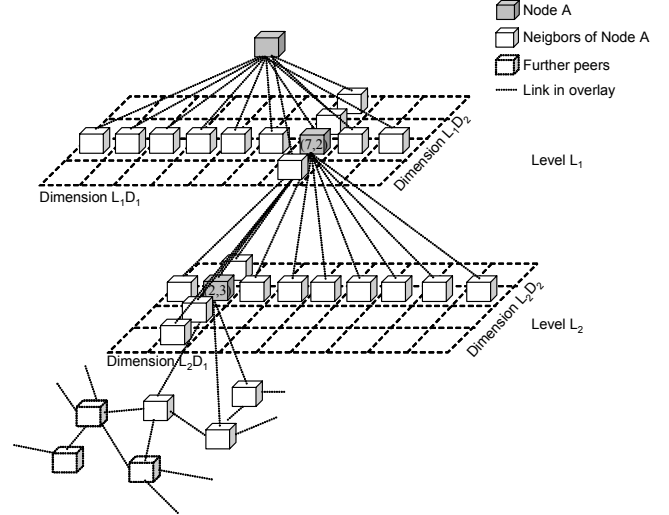 Node A
Neigbors of Node A
Further peers
Link in overlay
(7,2)
Dimension L1D2
Level L1
Dimension L1D1
(2,3)
Dimension L2D2
Level L2
Dimension L2D1